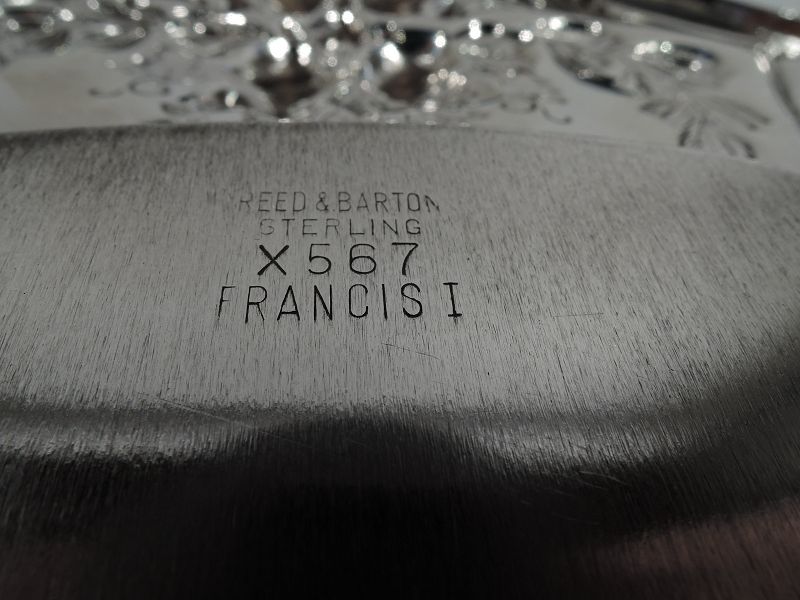 REED & BARTON
STERLING
X567
FRANCIS I